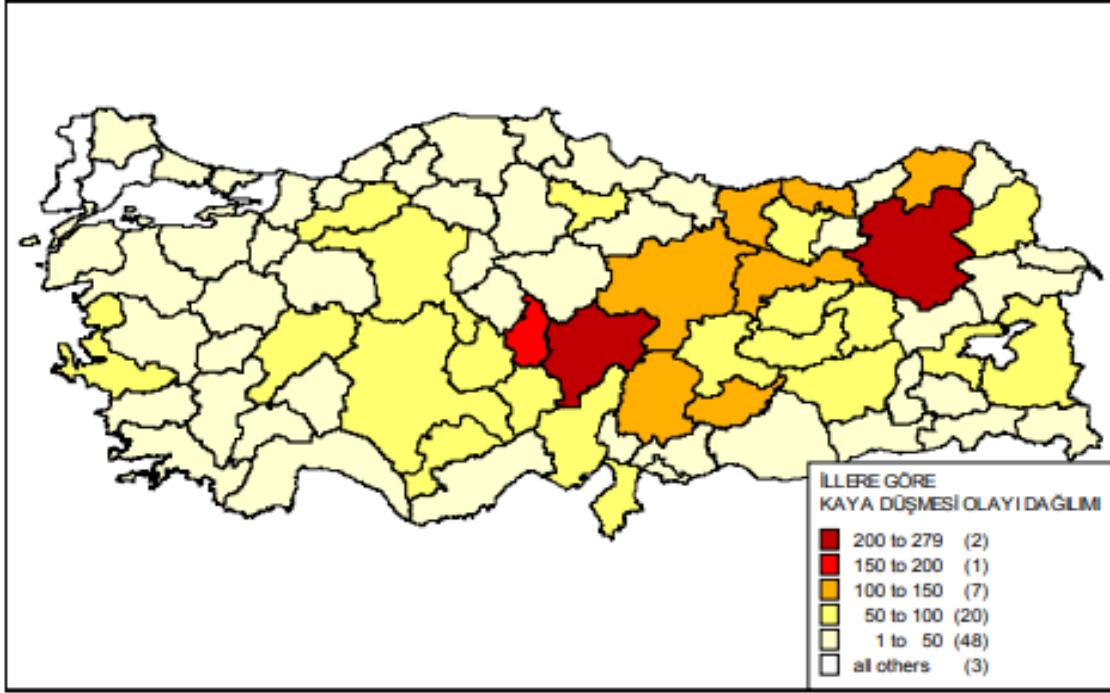 İLLERE GÖRE
KAYA DÜŞMESİ OLAYI DAĞILIMI
200 to 279 (2)
150 to 200 (1)
100 to 150 (7)
50 to 100 (20)
1 to 50 (48)
all others (3)